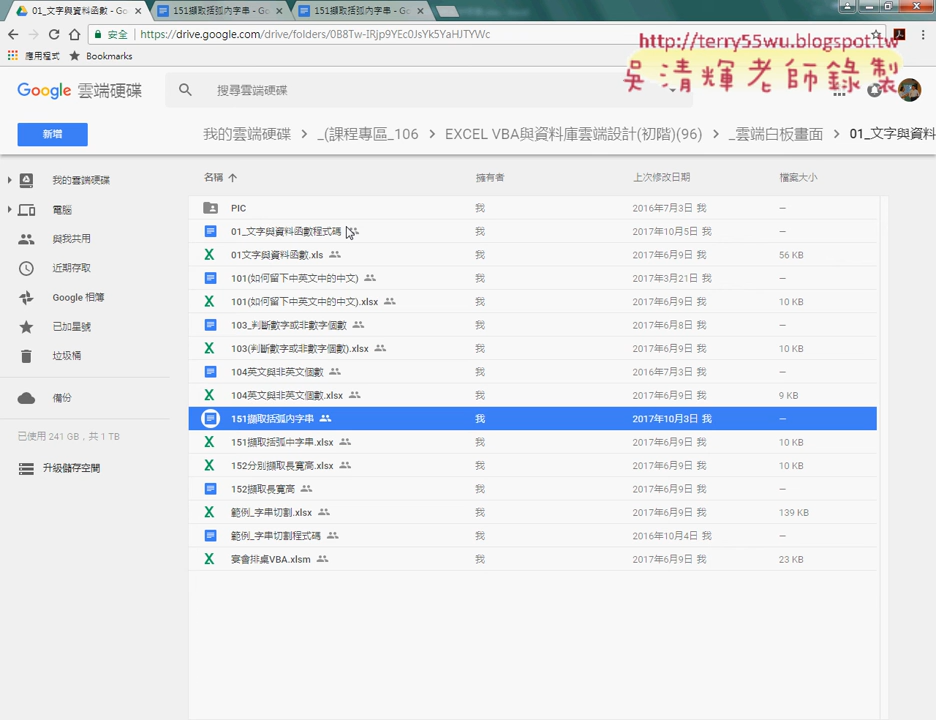 01_文字與資料函數 - Go
151擷取括弧內字串 - Go
151擷取括弧內字串 - Go
安全
https://drive.google.com/drive/folders/0B8Tw-IRjp9YEc0JsYk5YaHJTYWc
應用程式
Bookmarks
http://terry55wu.blogspot.tw
吳清輝老師錄製
Google 雲端硬碟
搜尋雲端硬碟
新增
我的雲端硬碟 > _(課程專區_106 > EXCEL VBA與資料庫雲端設計(初階)(96) > _雲端白板畫面 > 01_文字與資料
名稱 擁有者 上次修改日期 檔案大小
我的雲端硬碟
電腦
與我共用
近期存取
Google 相簿
已加星號
垃圾桶
備份
已使用 241 GB，共 1 TB
升級儲存空間
PIC 我 2016年7月3日 我 –
01_文字與資料函數程式碼 我 2017年10月5日 我 –
01文字與資料函數.xls 我 2017年6月9日 我 56 KB
101(如何留下中英文中的中文) 我 2017年3月21日 我 –
101(如何留下中英文中的中文).xlsx 我 2017年6月9日 我 10 KB
103_判斷數字或非數字個數 我 2017年6月8日 我 –
103(判斷數字或非數字個數).xlsx 我 2017年6月9日 我 10 KB
104英文與非英文個數 我 2016年7月3日 我 –
104英文與非英文個數.xlsx 我 2017年6月9日 我 9 KB
151擷取括弧內字串 我 2017年10月3日 我 –
151擷取括弧中字串.xlsx 我 2017年6月9日 我 10 KB
152分別擷取長寬高.xlsx 我 2017年6月9日 我 10 KB
152擷取長寬高 我 2017年6月9日 我 –
範例_字串切割.xlsx 我 2017年6月9日 我 139 KB
範例_字串切割程式碼 我 2016年10月4日 我 –
宴會排桌VBA.xlsm 我 2017年6月9日 我 23 KB